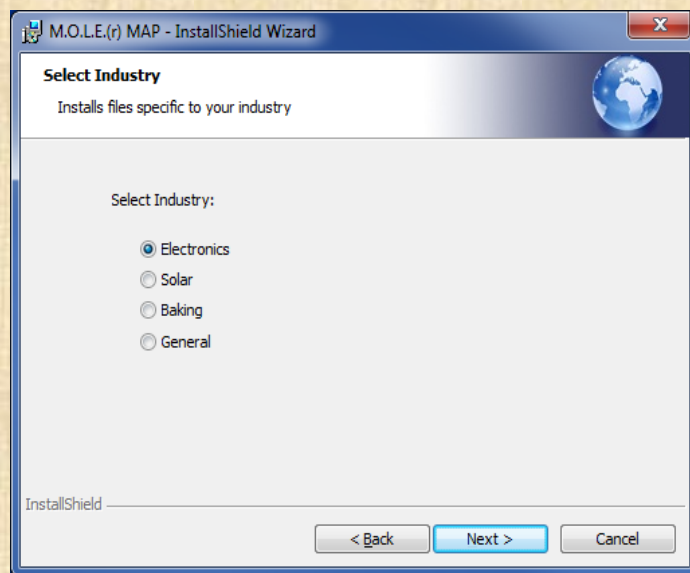 M.O.L.E.(r) MAP - InstallShield Wizard
Select Industry
Installs files specific to your industry
Select Industry:
Electronics
Solar
Baking
General
InstallShield
< Back Next > Cancel